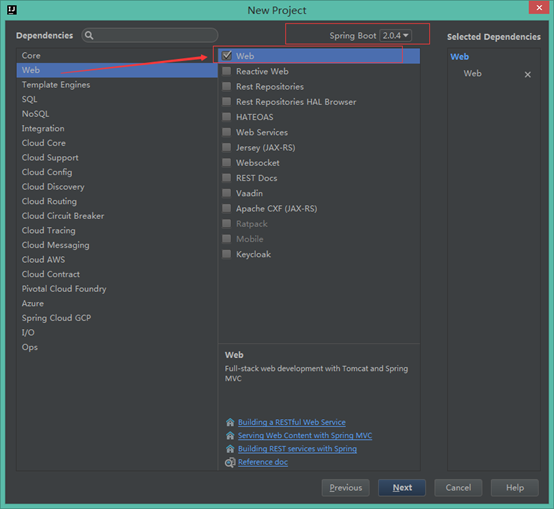 New Project
Dependencies
Spring Boot 2.0.4
Selected Dependencies
Core
Web
Template Engines
SQL
NoSQL
Integration
Cloud Core
Cloud Support
Cloud Config
Cloud Discovery
Cloud Routing
Cloud Circuit Breaker
Cloud Tracing
Cloud Messaging
Cloud AWS
Cloud Contract
Pivotal Cloud Foundry
Azure
Spring Cloud GCP
I/O
Ops
Web
Reactive Web
Rest Repositories
Rest Repositories HAL Browser
HATEOAS
Web Services
Jersey (JAX-RS)
Websocket
REST Docs
Vaadin
Apache CXF (JAX-RS)
Ratpack
Mobile
Keycloak
Web
Full-stack web development with Tomcat and Spring
MVC
Building a RESTful Web Service
Serving Web Content with Spring MVC
Building REST services with Spring
Reference doc
Web
Web
Previous
Next
Cancel
Help